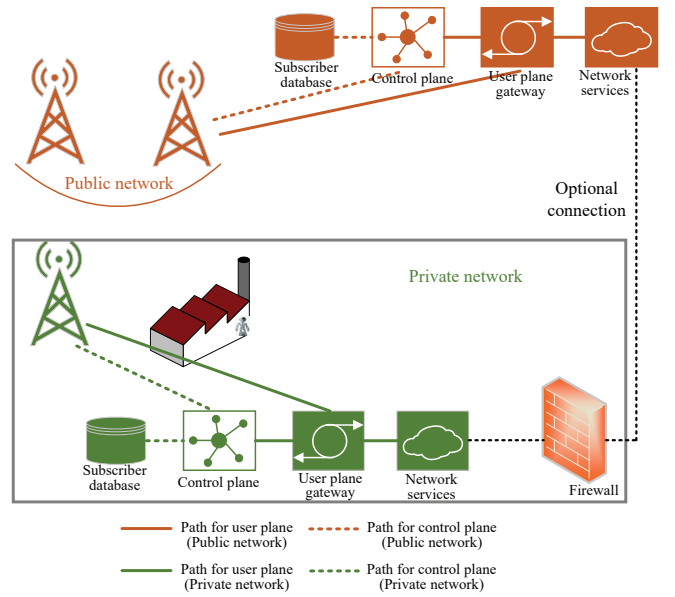 Subscriber
database
Control plane
User plane
gateway
Network
services
Public network
Optional
connection
Private network
Subscriber
database
Control plane
User plane
gateway
Network
services
Firewall
Path for user plane
(Public network)
Path for control plane
(Public network)
Path for user plane
(Private network)
Path for control plane
(Private network)